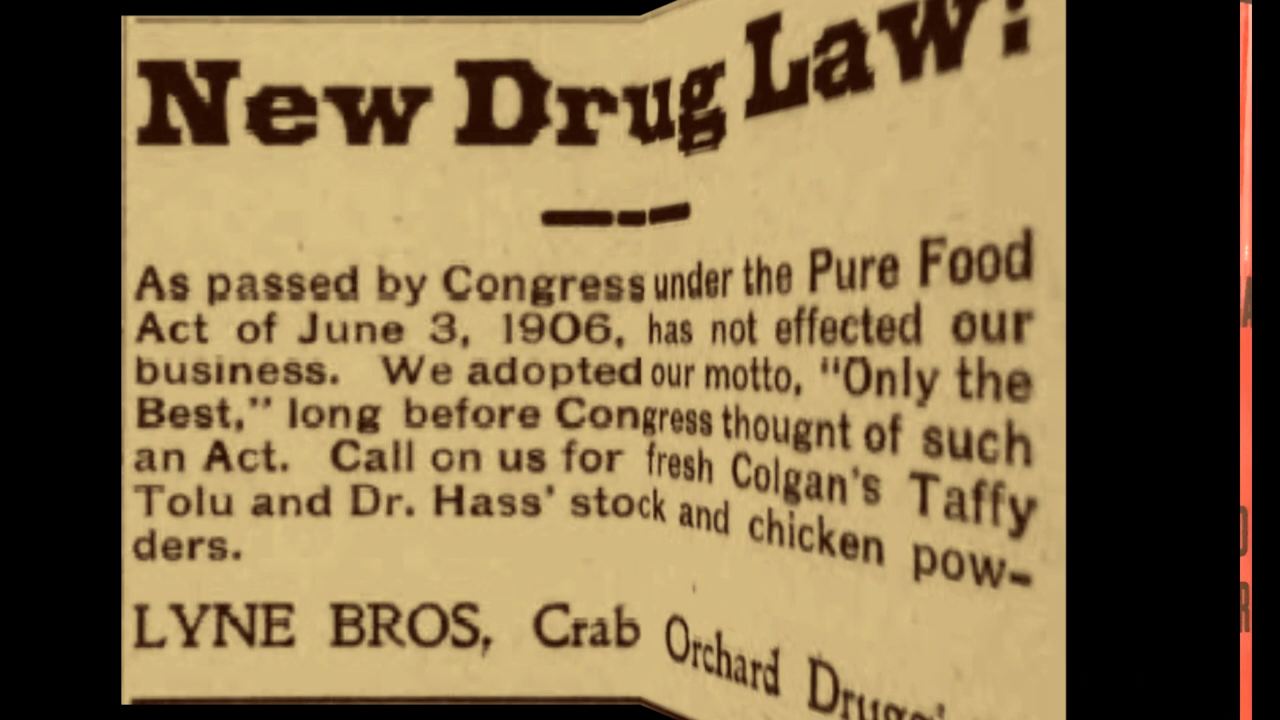 New Drug Law!
As passed by Congress under the Pure Food
Act of June 3, 1906, has not effected our
business. We adopted our motto, "Only the
Best," long before Congress thougnt of such
an Act. Call on us for fresh Colgan's Taffy
Tolu and Dr. Hass' stock and chicken pow-
ders.
LYNE BROS, Crab Orchard